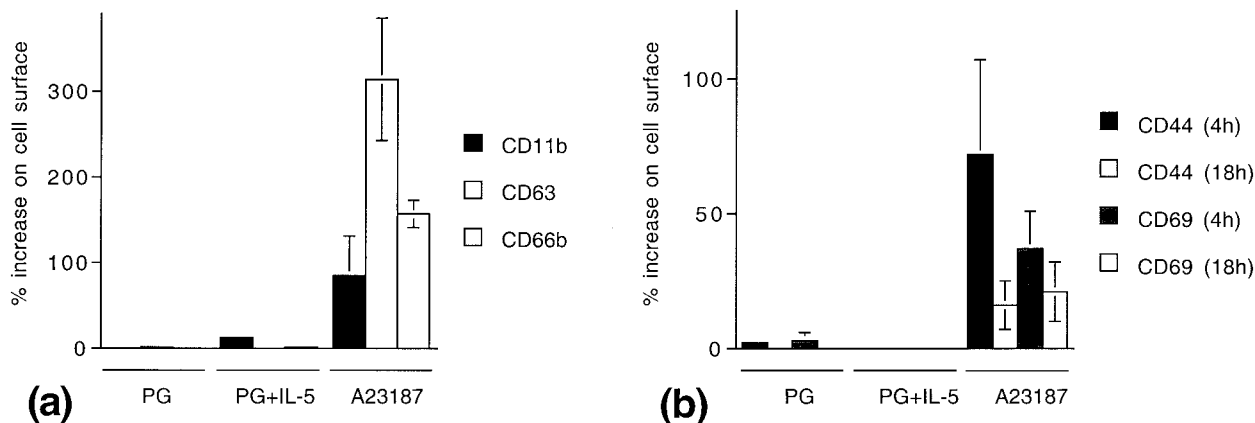 % increase on cell surface
300
200
100
0
PG
PG+IL-5
A23187
CD11b
CD63
CD66b
(a)
% increase on cell surface
100
50
0
PG
PG+IL-5
A23187
CD44 (4h)
CD44 (18h)
CD69 (4h)
CD69 (18h)
(b)